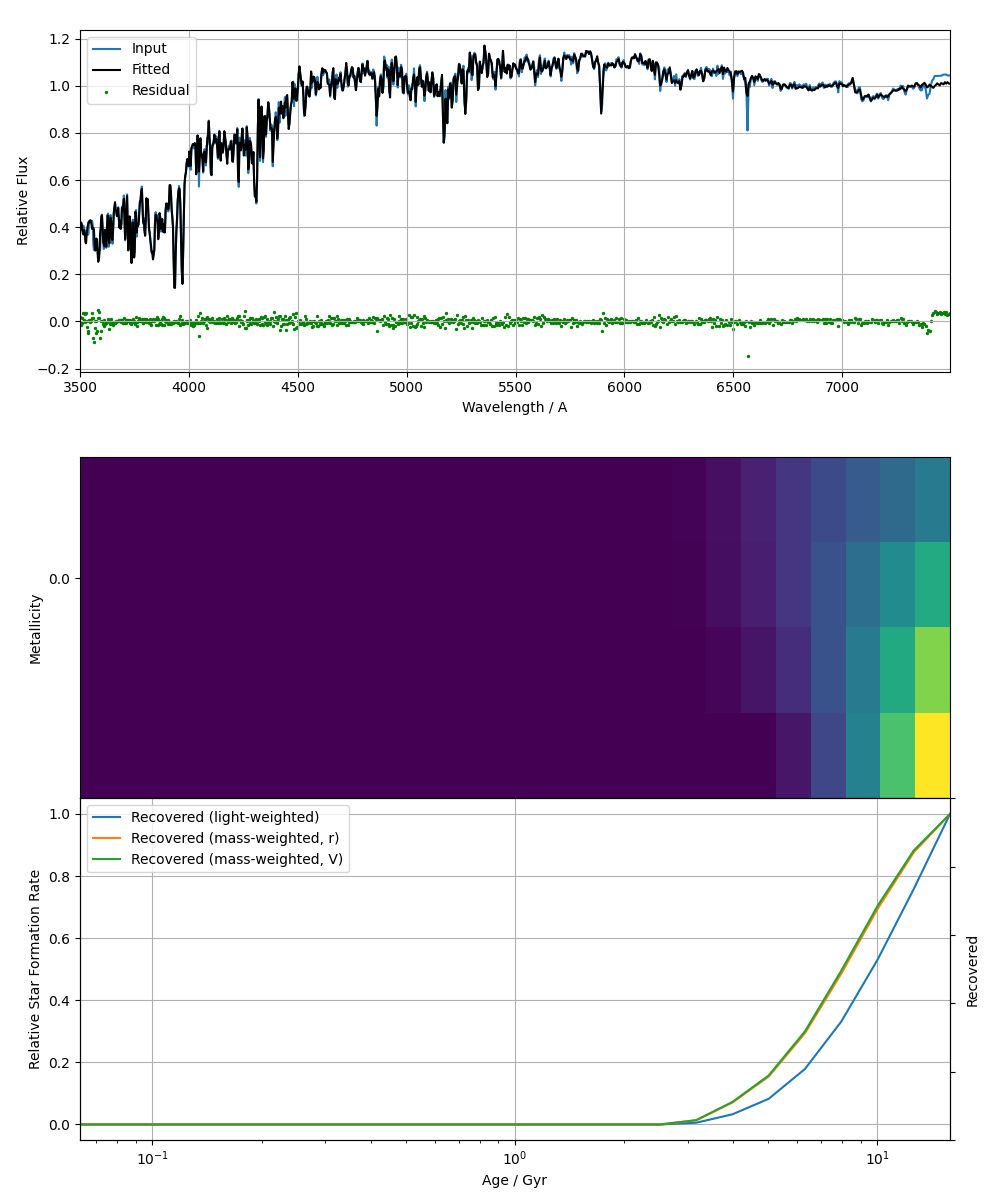 1.2
1.0
0.8
0.6
0.4
0.2
0.0
−0.2
Relative Flux
Input
Fitted
Residual
3500 4000 4500 5000 5500 6000 6500 7000
Wavelength / A
0.0
Metallicity
1.0
0.8
0.6
0.4
0.2
0.0
Relative Star Formation Rate
Recovered (light-weighted)
Recovered (mass-weighted, r)
Recovered (mass-weighted, V)
Recovered
10⁻¹ 10⁰ 10¹
Age / Gyr